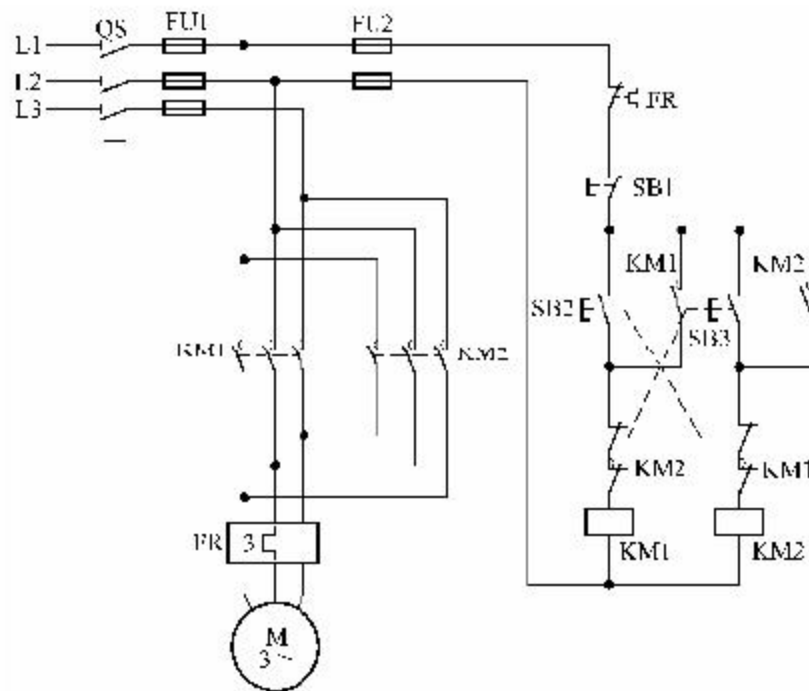 QS FU1 FU2
L1
L2
L3
FR
SB1
KM1 KM2
SB2 SB3
KM1 KM2
KM2 KM1
FR 3
KM1 KM2
M
3~